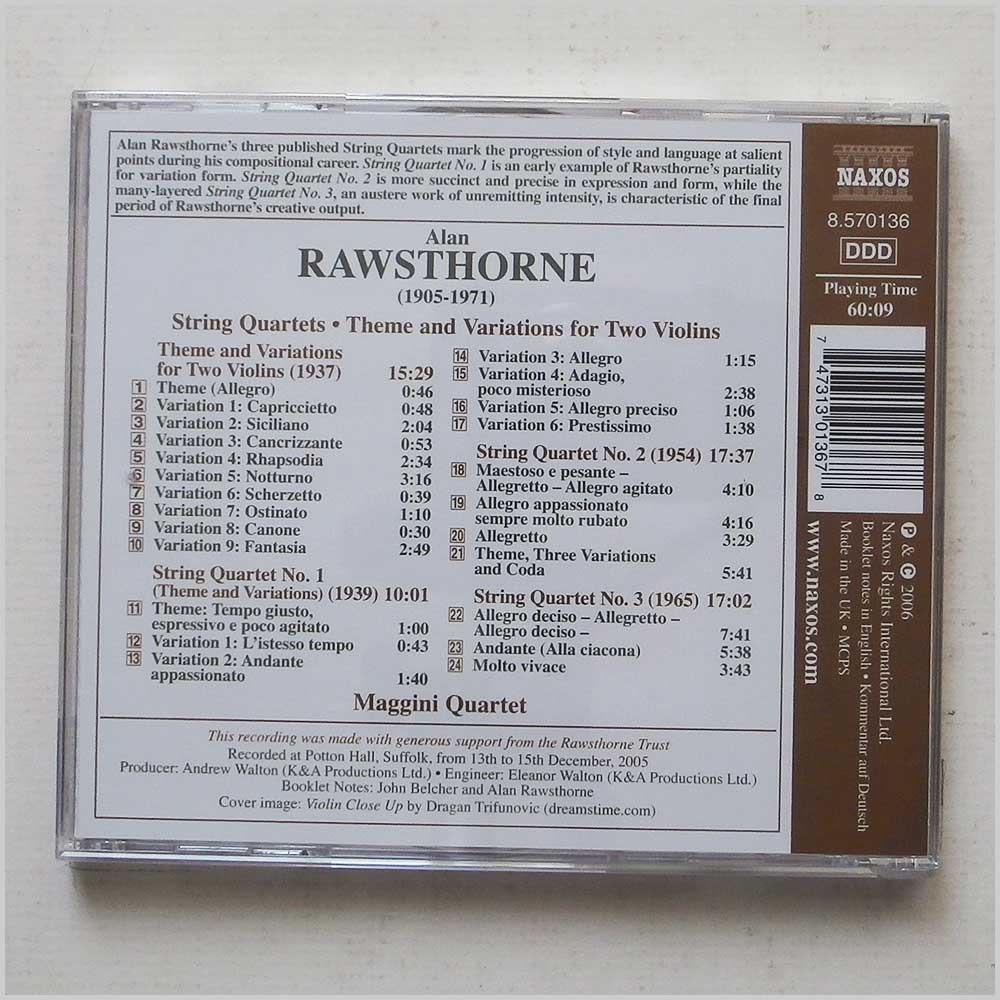 Alan Rawsthorne's three published String Quartets mark the progression of style and language at salient
points during his compositional career. String Quartet No. 1 is an early example of Rawsthorne's partiality
for variation form. String Quartet No. 2 is more succinct and precise in expression and form, while the
many-layered String Quartet No. 3, an austere work of unremitting intensity, is characteristic of the final
period of Rawsthorne's creative output.
Alan
RAWSTHORNE
(1905-1971)
String Quartets • Theme and Variations for Two Violins
Theme and Variations
for Two Violins (1937) 15:29
1 Theme (Allegro) 0:46
2 Variation 1: Capriccietto 0:48
3 Variation 2: Siciliano 2:04
4 Variation 3: Cancrizzante 0:53
5 Variation 4: Rhapsodia 2:34
6 Variation 5: Notturno 3:16
7 Variation 6: Scherzetto 0:39
8 Variation 7: Ostinato 1:10
9 Variation 8: Canone 0:30
10 Variation 9: Fantasia 2:49
String Quartet No. 1
(Theme and Variations) (1939) 10:01
11 Theme: Tempo giusto,
espressivo e poco agitato 1:00
12 Variation 1: L'istesso tempo 0:43
13 Variation 2: Andante
appassionato 1:40
14 Variation 3: Allegro 1:15
15 Variation 4: Adagio,
poco misterioso 2:38
16 Variation 5: Allegro preciso 1:06
17 Variation 6: Prestissimo 1:38
String Quartet No. 2 (1954) 17:37
18 Maestoso e pesante –
Allegretto – Allegro agitato 4:10
19 Allegro appassionato
sempre molto rubato 4:16
20 Allegretto 3:29
21 Theme, Three Variations
and Coda 5:41
String Quartet No. 3 (1965) 17:02
22 Allegro deciso – Allegretto –
Allegro deciso – 7:41
23 Andante (Alla ciacona) 5:38
24 Molto vivace 3:43
Maggini Quartet
This recording was made with generous support from the Rawsthorne Trust
Recorded at Potton Hall, Suffolk, from 13th to 15th December, 2005
Producer: Andrew Walton (K&A Productions Ltd.) • Engineer: Eleanor Walton (K&A Productions Ltd.)
Booklet Notes: John Belcher and Alan Rawsthorne
Cover image: Violin Close Up by Dragan Trifunovic (dreamstime.com)
NAXOS
8.570136
DDD
Playing Time
60:09
7 47313 01367 8
℗ & © 2006
Naxos Rights International Ltd.
Booklet notes in English • Kommentar auf Deutsch
Made in the UK • MCPS
www.naxos.com